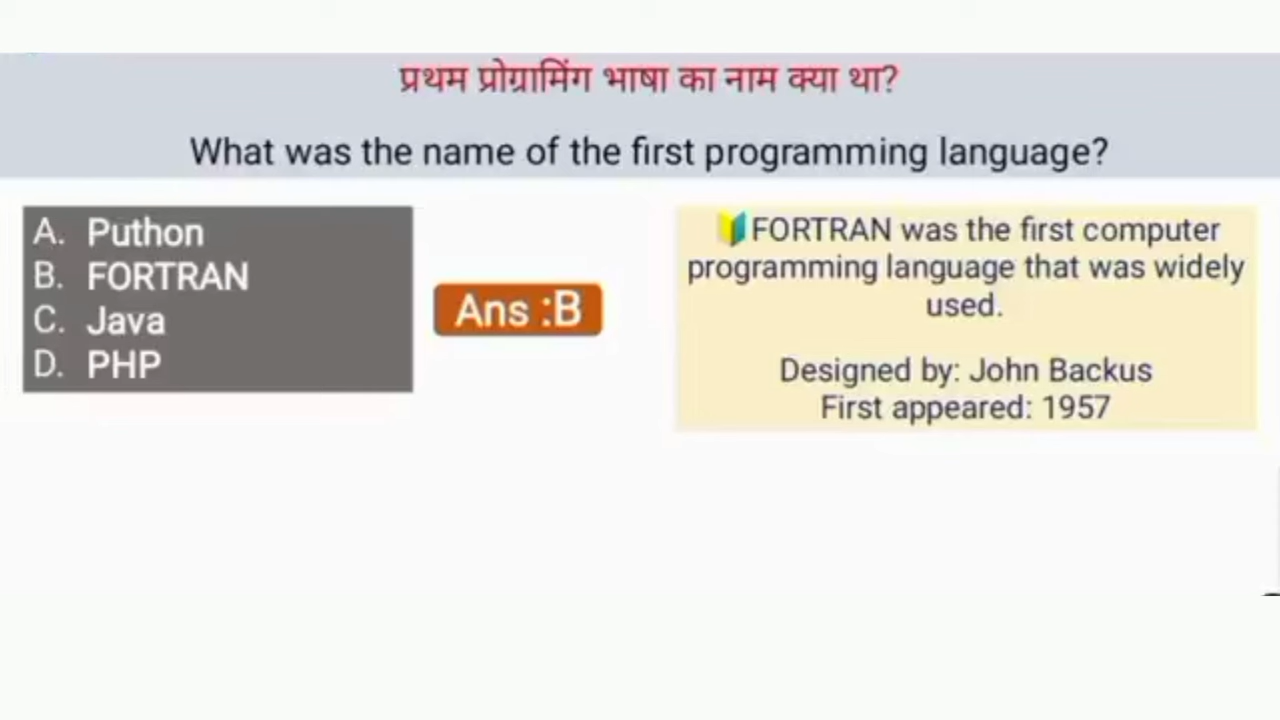 प्रथम प्रोग्रामिंग भाषा का नाम क्या था?
What was the name of the first programming language?
A. Puthon
B. FORTRAN
C. Java
D. PHP
Ans :B
🔰FORTRAN was the first computer
programming language that was widely
used.
Designed by: John Backus
First appeared: 1957